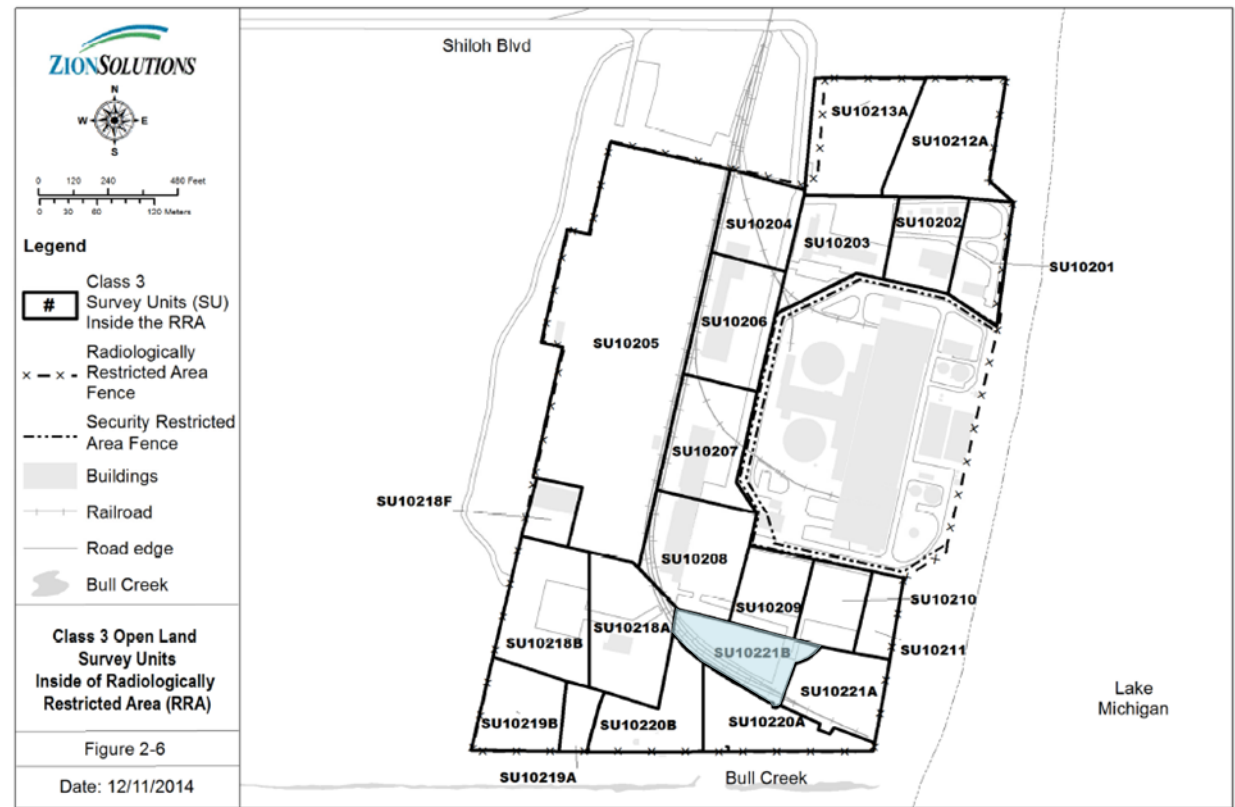 ZIONSOLUTIONS
N
W E
S
0 120 240 480 Feet
0 30 60 120 Meters
Legend
#
Class 3
Survey Units (SU)
Inside the RRA
Radiologically
Restricted Area
Fence
Security Restricted
Area Fence
Buildings
Railroad
Road edge
Bull Creek
Class 3 Open Land
Survey Units
Inside of Radiologically
Restricted Area (RRA)
Figure 2-6
Date: 12/11/2014
Shiloh Blvd
SU10213A
SU10212A
SU10204
SU10203
SU10202
SU10201
SU10206
SU10205
SU10207
SU10218F
SU10208
SU10209
SU10210
SU10218B
SU10218A
SU10221B
SU10211
SU10221A
SU10219B
SU10220B
SU10220A
SU10219A
Lake
Michigan
Bull Creek